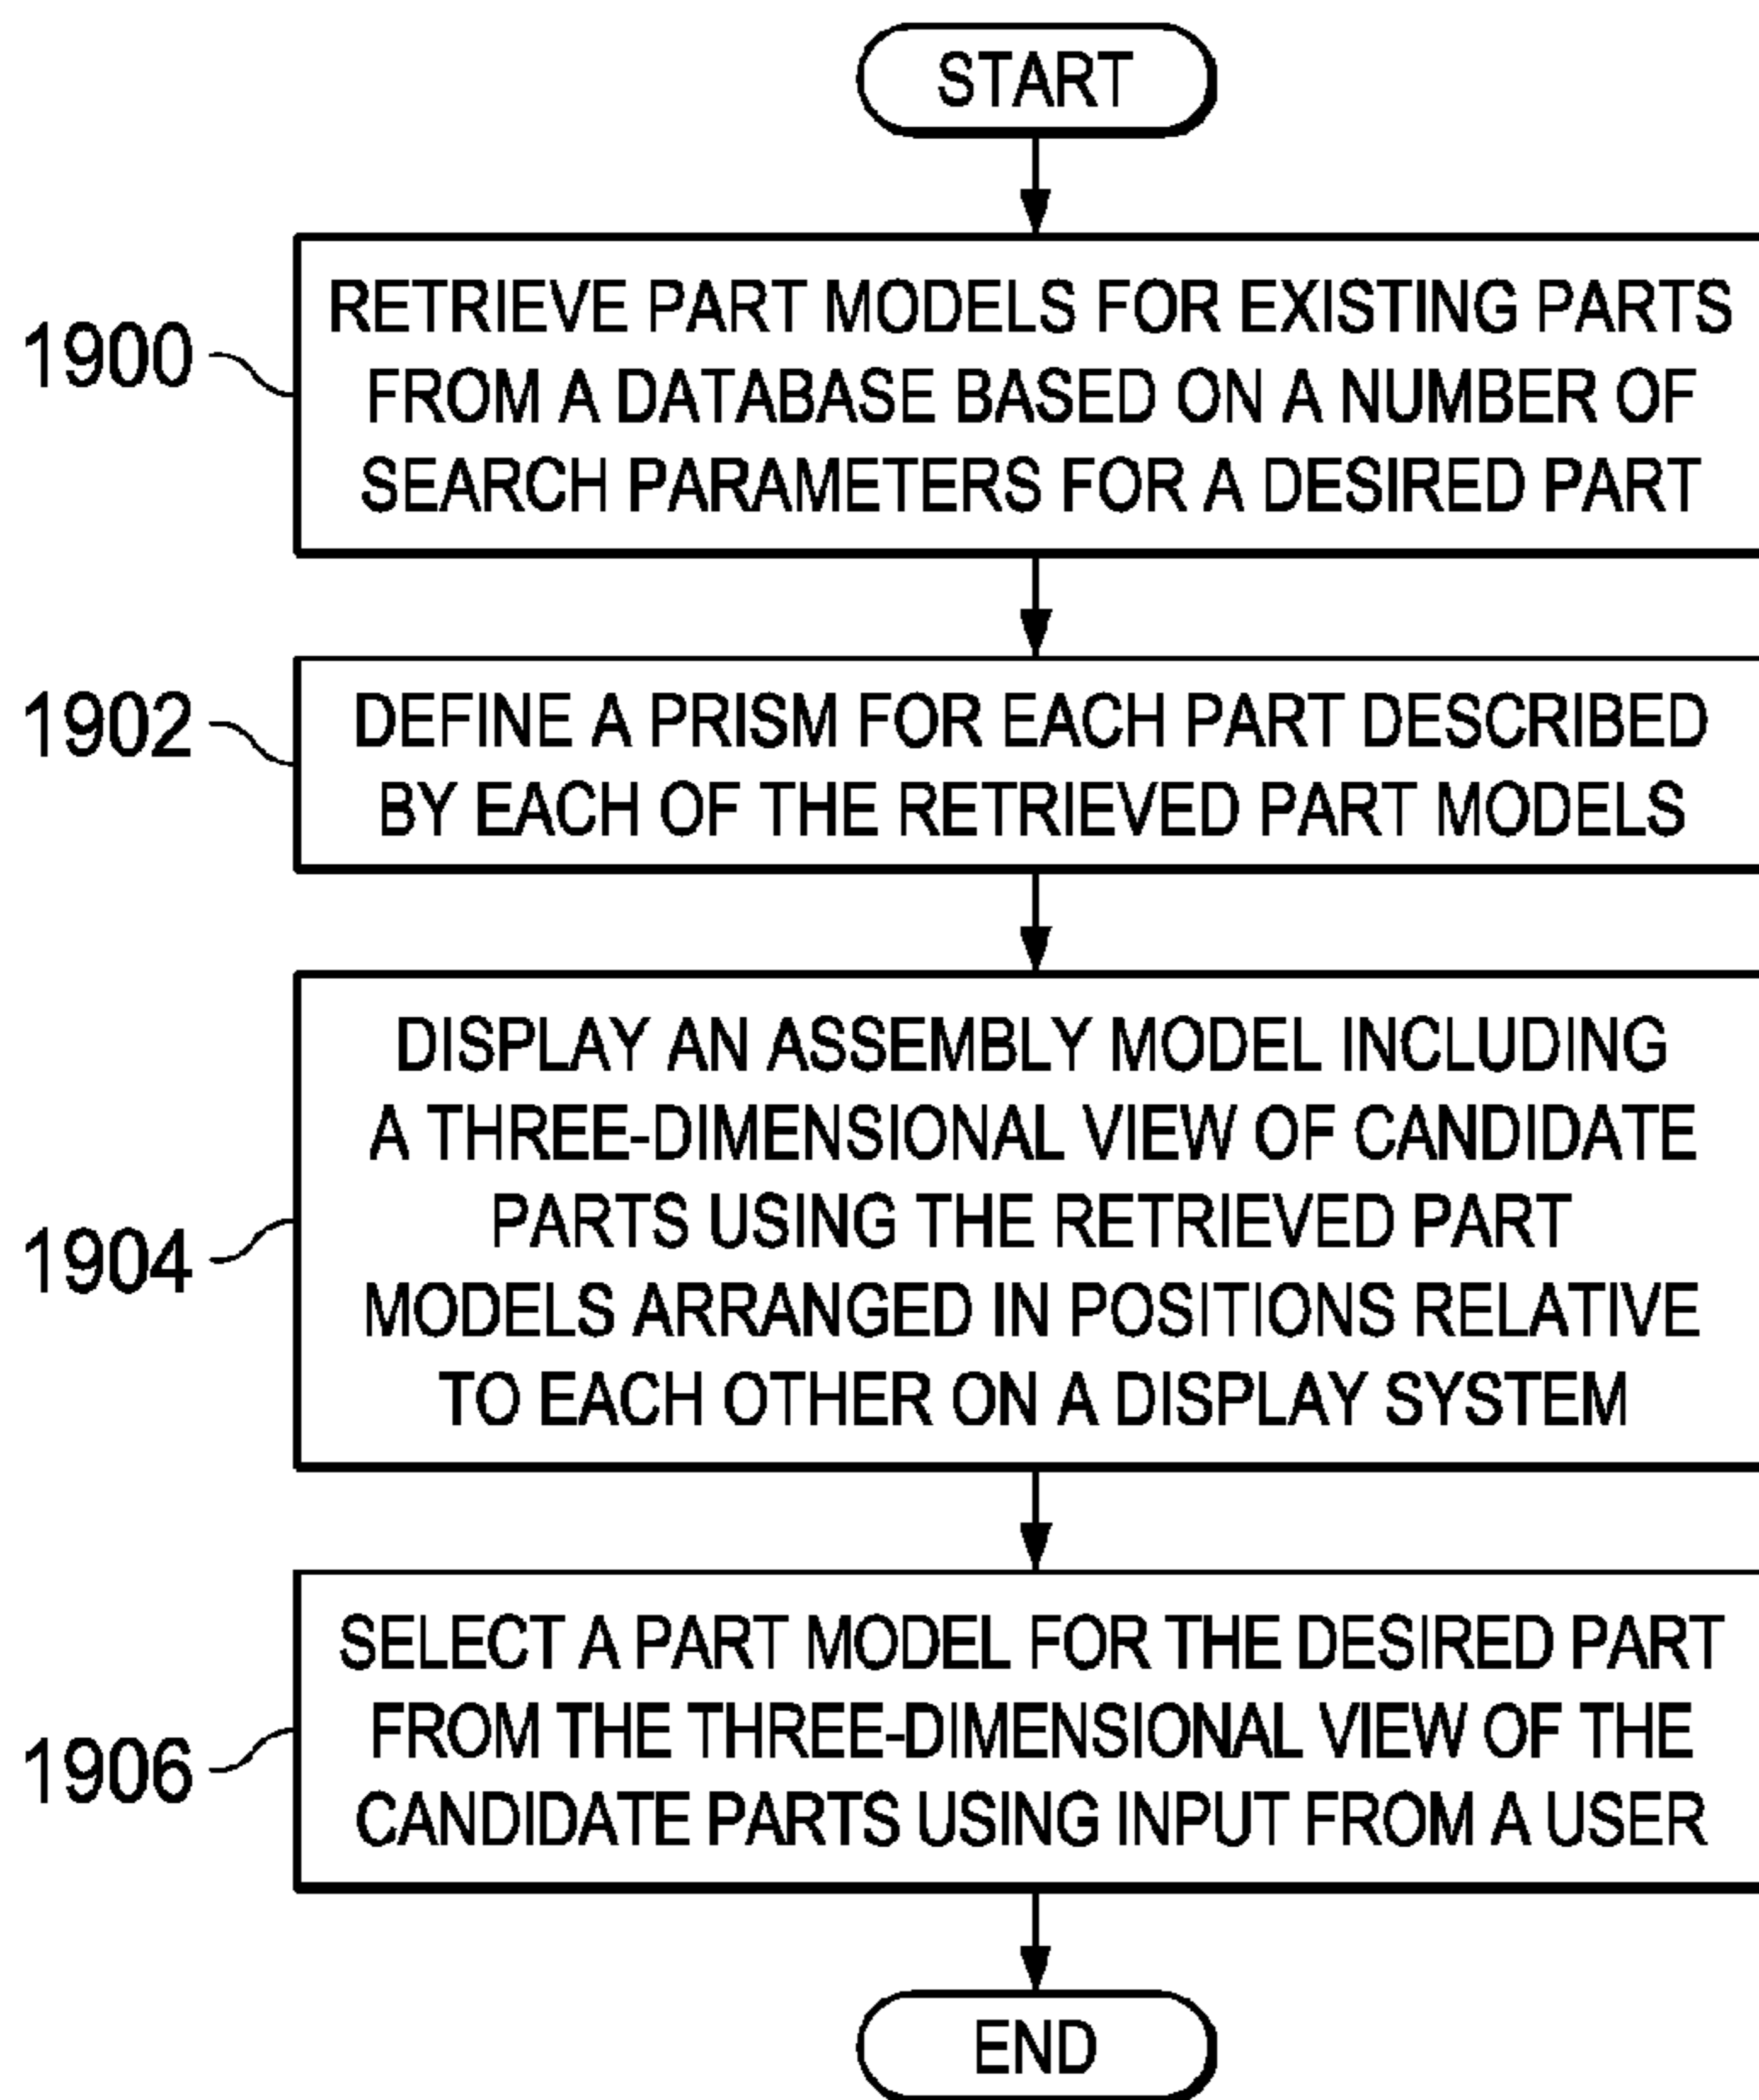 START
1900
RETRIEVE PART MODELS FOR EXISTING PARTS
FROM A DATABASE BASED ON A NUMBER OF
SEARCH PARAMETERS FOR A DESIRED PART
1902
DEFINE A PRISM FOR EACH PART DESCRIBED
BY EACH OF THE RETRIEVED PART MODELS
1904
DISPLAY AN ASSEMBLY MODEL INCLUDING
A THREE-DIMENSIONAL VIEW OF CANDIDATE
PARTS USING THE RETRIEVED PART
MODELS ARRANGED IN POSITIONS RELATIVE
TO EACH OTHER ON A DISPLAY SYSTEM
1906
SELECT A PART MODEL FOR THE DESIRED PART
FROM THE THREE-DIMENSIONAL VIEW OF THE
CANDIDATE PARTS USING INPUT FROM A USER
END